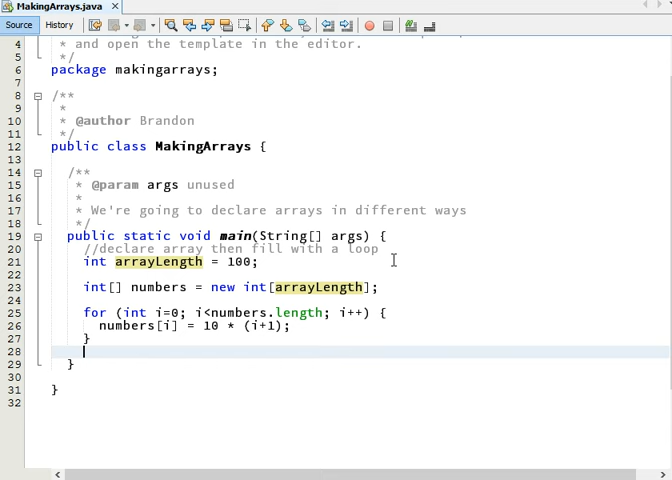 MakingArrays.java
Source History
4 * and open the template in the editor.
5 */
6 package makingarrays;
7
8 /**
9 *
10 * @author Brandon
11 */
12 public class MakingArrays {
13
14 /**
15 * @param args unused
16 *
17 * We're going to declare arrays in different ways
18 */
19 public static void main(String[] args) {
20 //declare array then fill with a loop
21 int arrayLength = 100;
22
23 int[] numbers = new int[arrayLength];
24
25 for (int i=0; i<numbers.length; i++) {
26 numbers[i] = 10 * (i+1);
27 }
28
29 }
30
31 }
32